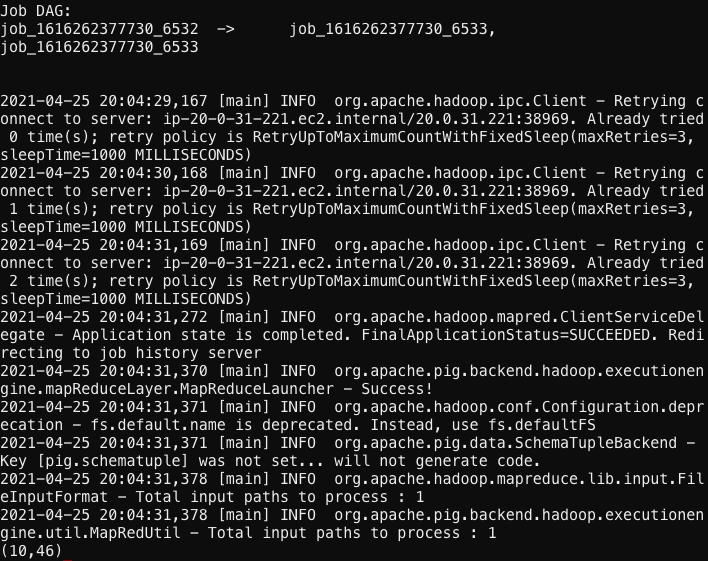 Job DAG:
job_1616262377730_6532  ->      job_1616262377730_6533,
job_1616262377730_6533
2021-04-25 20:04:29,167 [main] INFO  org.apache.hadoop.ipc.Client - Retrying c
onnect to server: ip-20-0-31-221.ec2.internal/20.0.31.221:38969. Already tried
 0 time(s); retry policy is RetryUpToMaximumCountWithFixedSleep(maxRetries=3,
sleepTime=1000 MILLISECONDS)
2021-04-25 20:04:30,168 [main] INFO  org.apache.hadoop.ipc.Client - Retrying c
onnect to server: ip-20-0-31-221.ec2.internal/20.0.31.221:38969. Already tried
 1 time(s); retry policy is RetryUpToMaximumCountWithFixedSleep(maxRetries=3,
sleepTime=1000 MILLISECONDS)
2021-04-25 20:04:31,169 [main] INFO  org.apache.hadoop.ipc.Client - Retrying c
onnect to server: ip-20-0-31-221.ec2.internal/20.0.31.221:38969. Already tried
 2 time(s); retry policy is RetryUpToMaximumCountWithFixedSleep(maxRetries=3,
sleepTime=1000 MILLISECONDS)
2021-04-25 20:04:31,272 [main] INFO  org.apache.hadoop.mapred.ClientServiceDel
egate - Application state is completed. FinalApplicationStatus=SUCCEEDED. Redi
recting to job history server
2021-04-25 20:04:31,370 [main] INFO  org.apache.pig.backend.hadoop.executionen
gine.mapReduceLayer.MapReduceLauncher - Success!
2021-04-25 20:04:31,371 [main] INFO  org.apache.hadoop.conf.Configuration.depr
ecation - fs.default.name is deprecated. Instead, use fs.defaultFS
2021-04-25 20:04:31,371 [main] INFO  org.apache.pig.data.SchemaTupleBackend -
Key [pig.schematuple] was not set... will not generate code.
2021-04-25 20:04:31,378 [main] INFO  org.apache.hadoop.mapreduce.lib.input.Fil
eInputFormat - Total input paths to process : 1
2021-04-25 20:04:31,378 [main] INFO  org.apache.pig.backend.hadoop.executionen
gine.util.MapRedUtil - Total input paths to process : 1
(10,46)